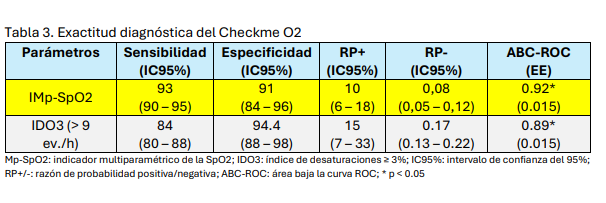 Tabla 3. Exactitud diagnóstica del Checkme O2
Parámetros Sensibilidad (IC95%) Especificidad (IC95%) RP+ (IC95%) RP- (IC95%) ABC-ROC (EE)
IMp-SpO2 93 (90 – 95) 91 (84 – 96) 10 (6 – 18) 0,08 (0,05 – 0,12) 0.92* (0.015)
IDO3 (> 9 ev./h) 84 (80 – 88) 94.4 (88 – 98) 15 (7 – 33) 0.17 (0.13 – 0.22) 0.89* (0.015)
Mp-SpO2: indicador multiparamétrico de la SpO2; IDO3: índice de desaturaciones ≥ 3%; IC95%: intervalo de confianza del 95%;
RP+/-: razón de probabilidad positiva/negativa; ABC-ROC: área baja la curva ROC; * p < 0.05